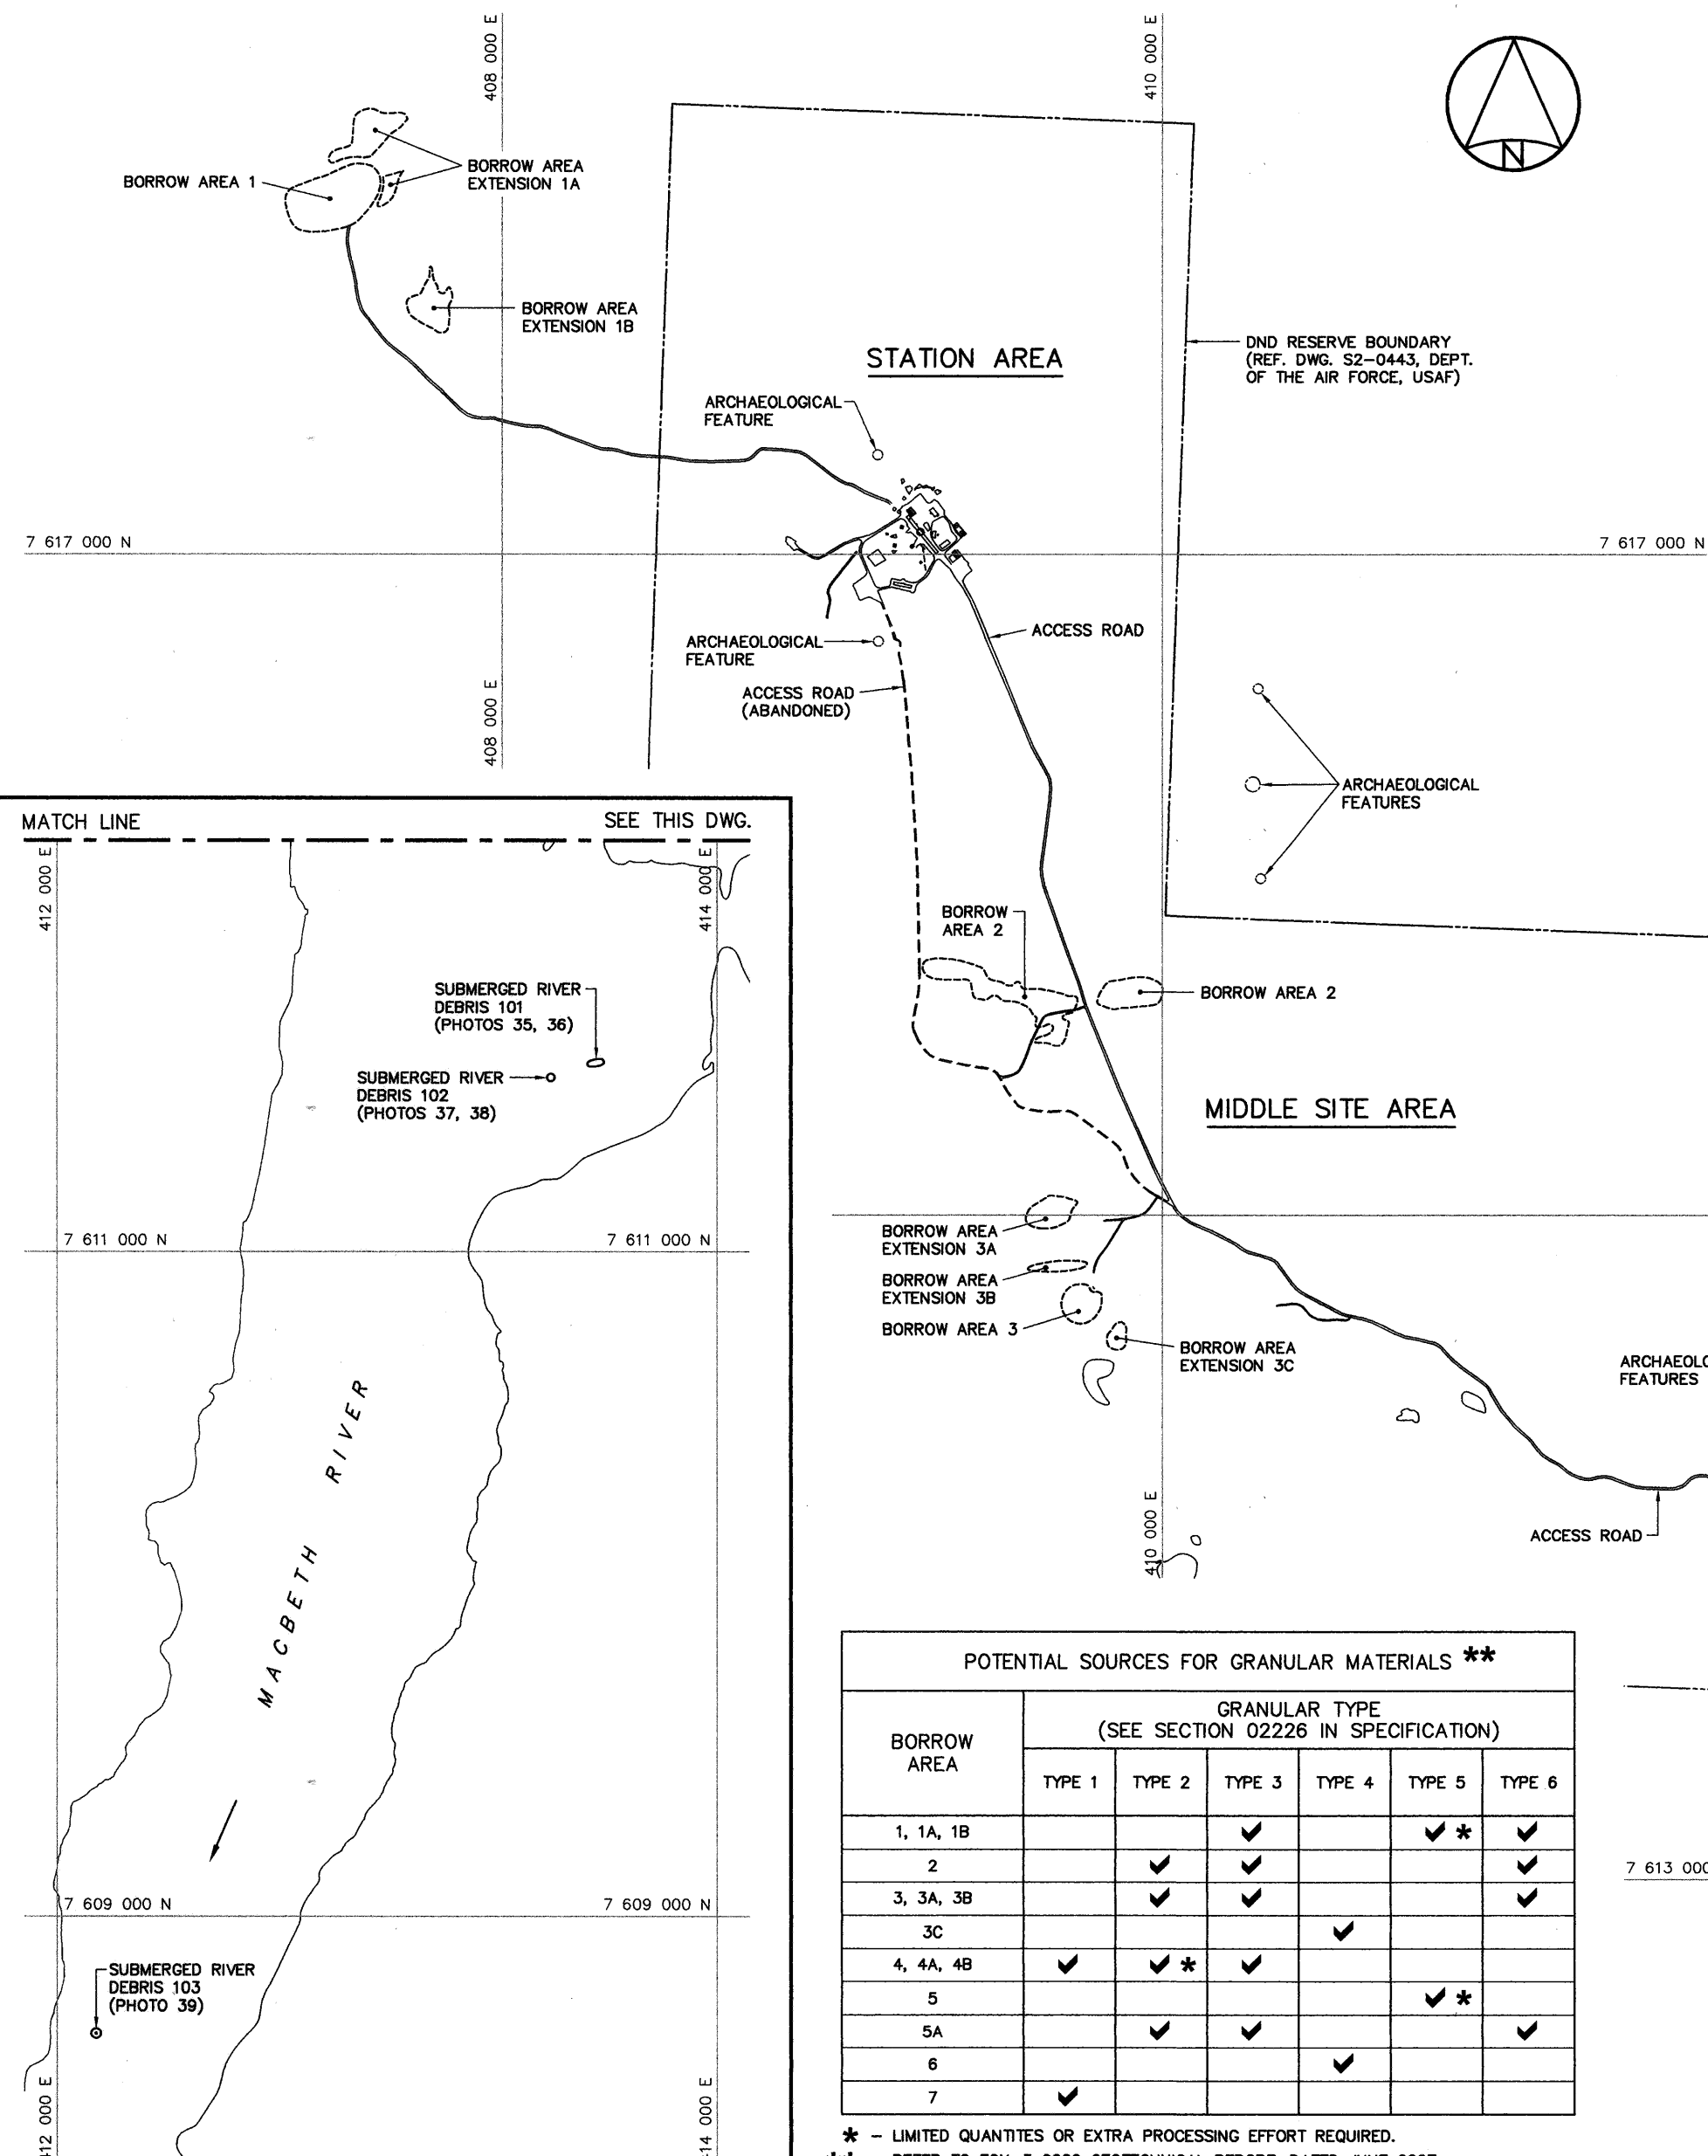 408 000 E
410 000 E
N
BORROW AREA 1
BORROW AREA
EXTENSION 1A
BORROW AREA
EXTENSION 1B
STATION AREA
DND RESERVE BOUNDARY
(REF. DWG. S2-0443, DEPT.
OF THE AIR FORCE, USAF)
ARCHAEOLOGICAL
FEATURE
7 617 000 N
7 617 000 N
ARCHAEOLOGICAL
FEATURE
ACCESS ROAD
ACCESS ROAD
(ABANDONED)
408 000 E
ARCHAEOLOGICAL
FEATURES
MATCH LINE
SEE THIS DWG.
412 000 E
414 000 E
BORROW
AREA 2
BORROW AREA 2
SUBMERGED RIVER
DEBRIS 101
(PHOTOS 35, 36)
SUBMERGED RIVER
DEBRIS 102
(PHOTOS 37, 38)
MIDDLE SITE AREA
7 611 000 N
7 611 000 N
BORROW AREA
EXTENSION 3A
BORROW AREA
EXTENSION 3B
BORROW AREA 3
BORROW AREA
EXTENSION 3C
ARCHAEOLO
FEATURES
MACBETH RIVER
410 000 E
ACCESS ROAD
POTENTIAL SOURCES FOR GRANULAR MATERIALS **
BORROW
AREA
GRANULAR TYPE
(SEE SECTION 02226 IN SPECIFICATION)
TYPE 1 TYPE 2 TYPE 3 TYPE 4 TYPE 5 TYPE 6
1, 1A, 1B ✔ ✔ * ✔
2 ✔ ✔ ✔
3, 3A, 3B ✔ ✔ ✔
3C ✔
4, 4A, 4B ✔ ✔ * ✔
5 ✔ *
5A ✔ ✔ ✔
6 ✔
7 ✔
* - LIMITED QUANTITES OR EXTRA PROCESSING EFFORT REQUIRED.
7 613 000
7 609 000 N
7 609 000 N
SUBMERGED RIVER
DEBRIS 103
(PHOTO 39)
412 000 E
414 000 E